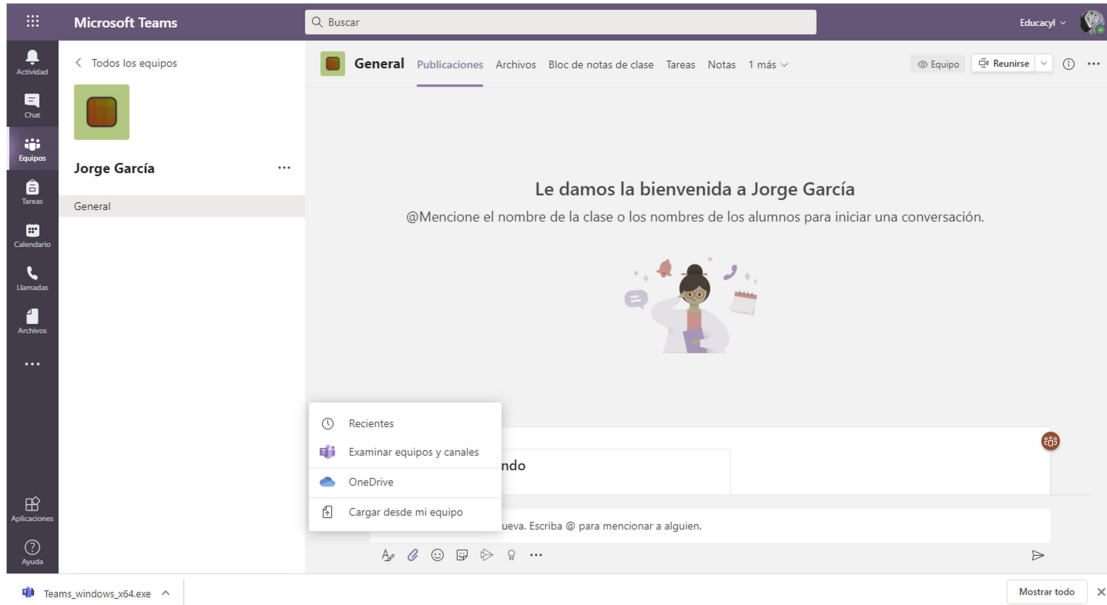 Microsoft Teams
Buscar
Educacyl
Actividad
Chat
Equipos
Tareas
Calendario
Llamadas
Archivos
Aplicaciones
Ayuda
Todos los equipos
Jorge García
General
General Publicaciones Archivos Bloc de notas de clase Tareas Notas 1 más
Equipo
Reunirse
Le damos la bienvenida a Jorge García
@Mencione el nombre de la clase o los nombres de los alumnos para iniciar una conversación.
Recientes
Examinar equipos y canales
OneDrive
Cargar desde mi equipo
ndo
ueva. Escriba @ para mencionar a alguien.
Teams_windows_x64.exe
Mostrar todo